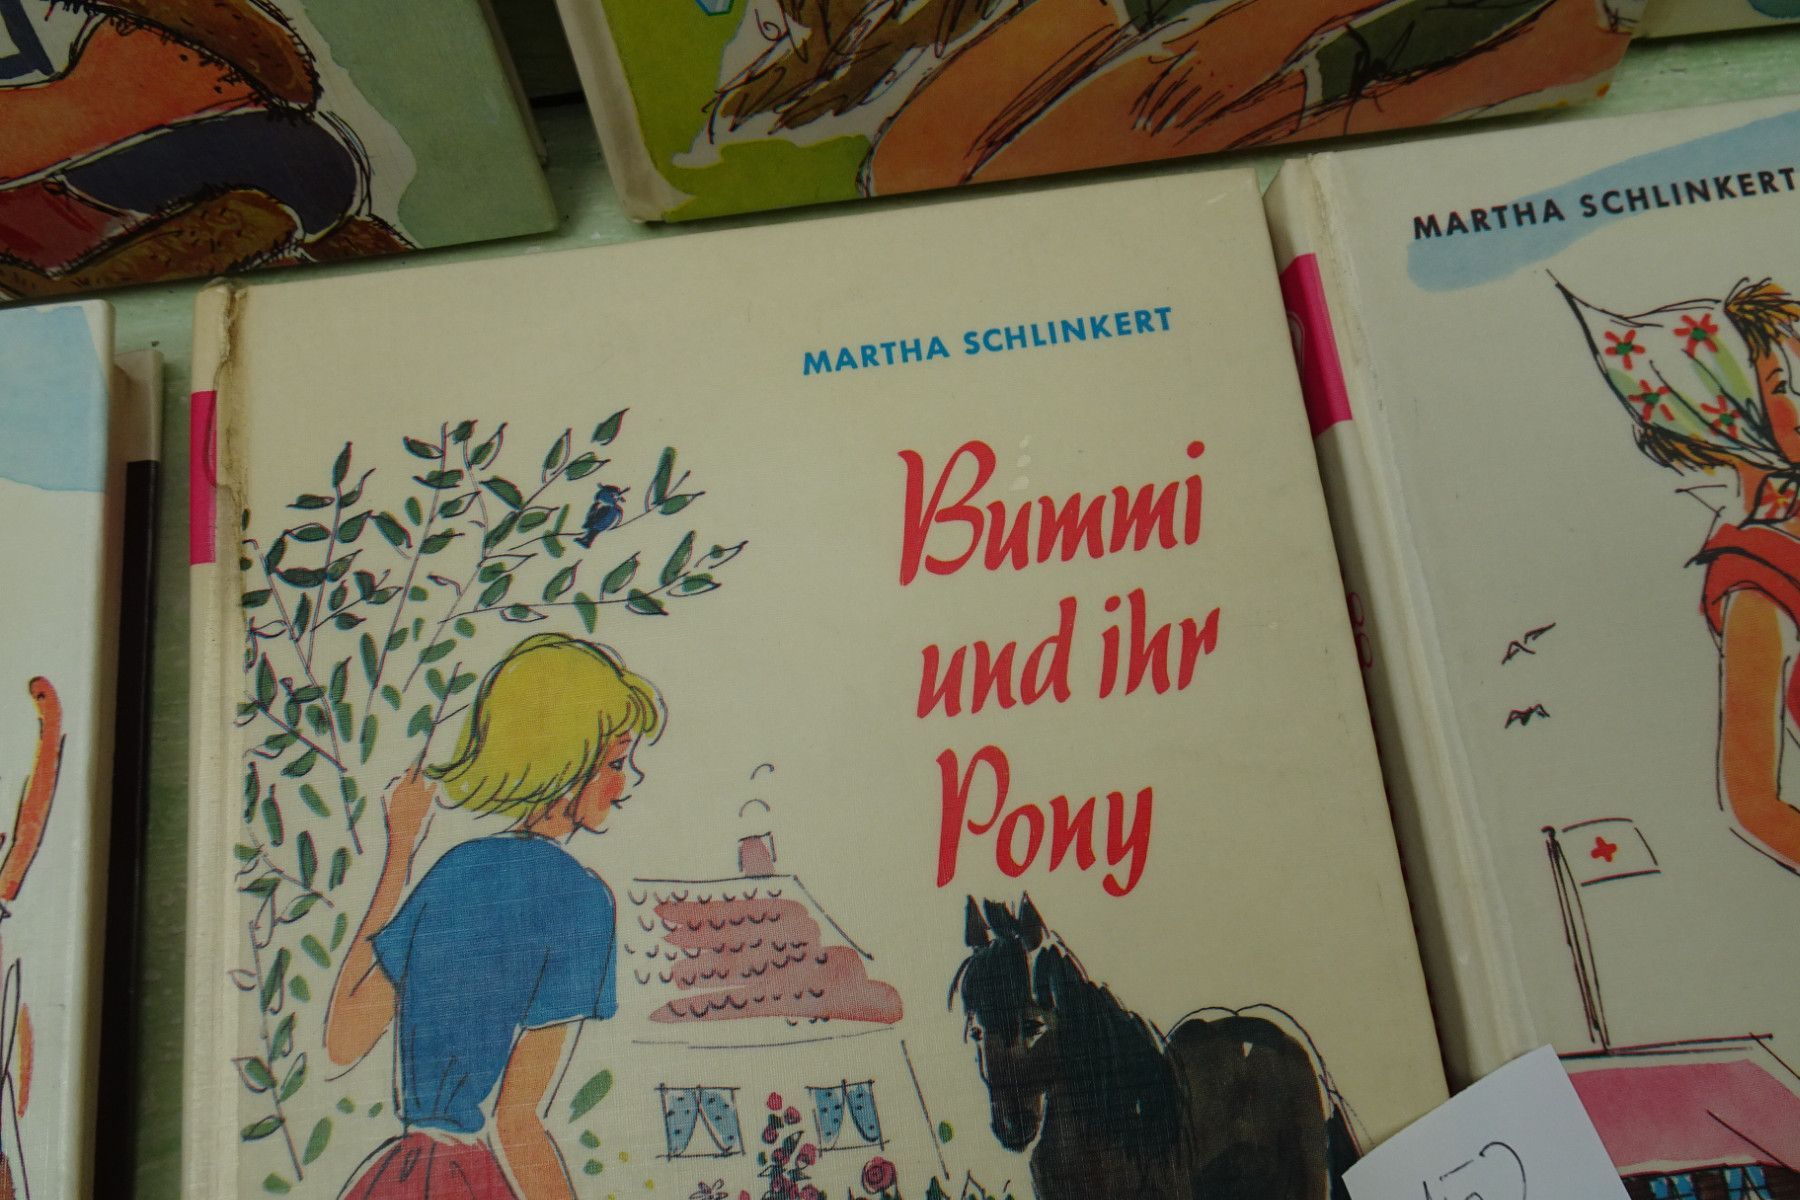 MARTHA SCHLINKERT
Bummi
und ihr
Pony
MARTHA SCHLINKERT